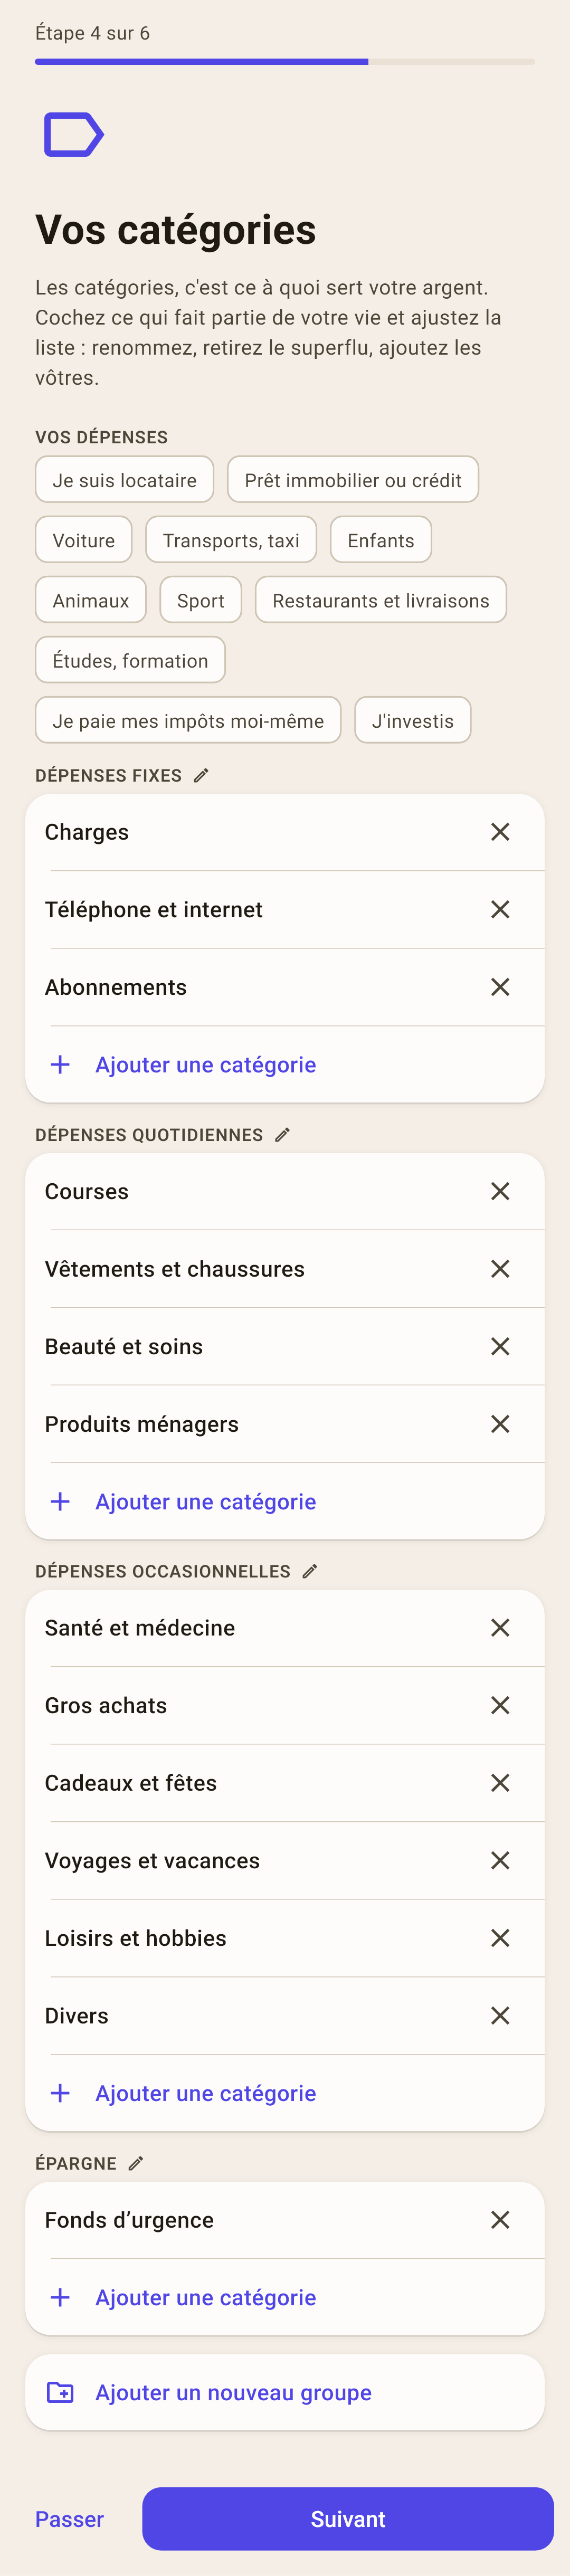 Étape 4 sur 6
Vos catégories
Les catégories, c'est ce à quoi sert votre argent.
Cochez ce qui fait partie de votre vie et ajustez la
liste : renommez, retirez le superflu, ajoutez les
vôtres.
VOS DÉPENSES
Je suis locataire
Prêt immobilier ou crédit
Voiture
Transports, taxi
Enfants
Animaux
Sport
Restaurants et livraisons
Études, formation
Je paie mes impôts moi-même
J'investis
DÉPENSES FIXES
Charges
Téléphone et internet
Abonnements
Ajouter une catégorie
DÉPENSES QUOTIDIENNES
Courses
Vêtements et chaussures
Beauté et soins
Produits ménagers
Ajouter une catégorie
DÉPENSES OCCASIONNELLES
Santé et médecine
Gros achats
Cadeaux et fêtes
Voyages et vacances
Loisirs et hobbies
Divers
Ajouter une catégorie
ÉPARGNE
Fonds d’urgence
Ajouter une catégorie
Ajouter un nouveau groupe
Passer
Suivant